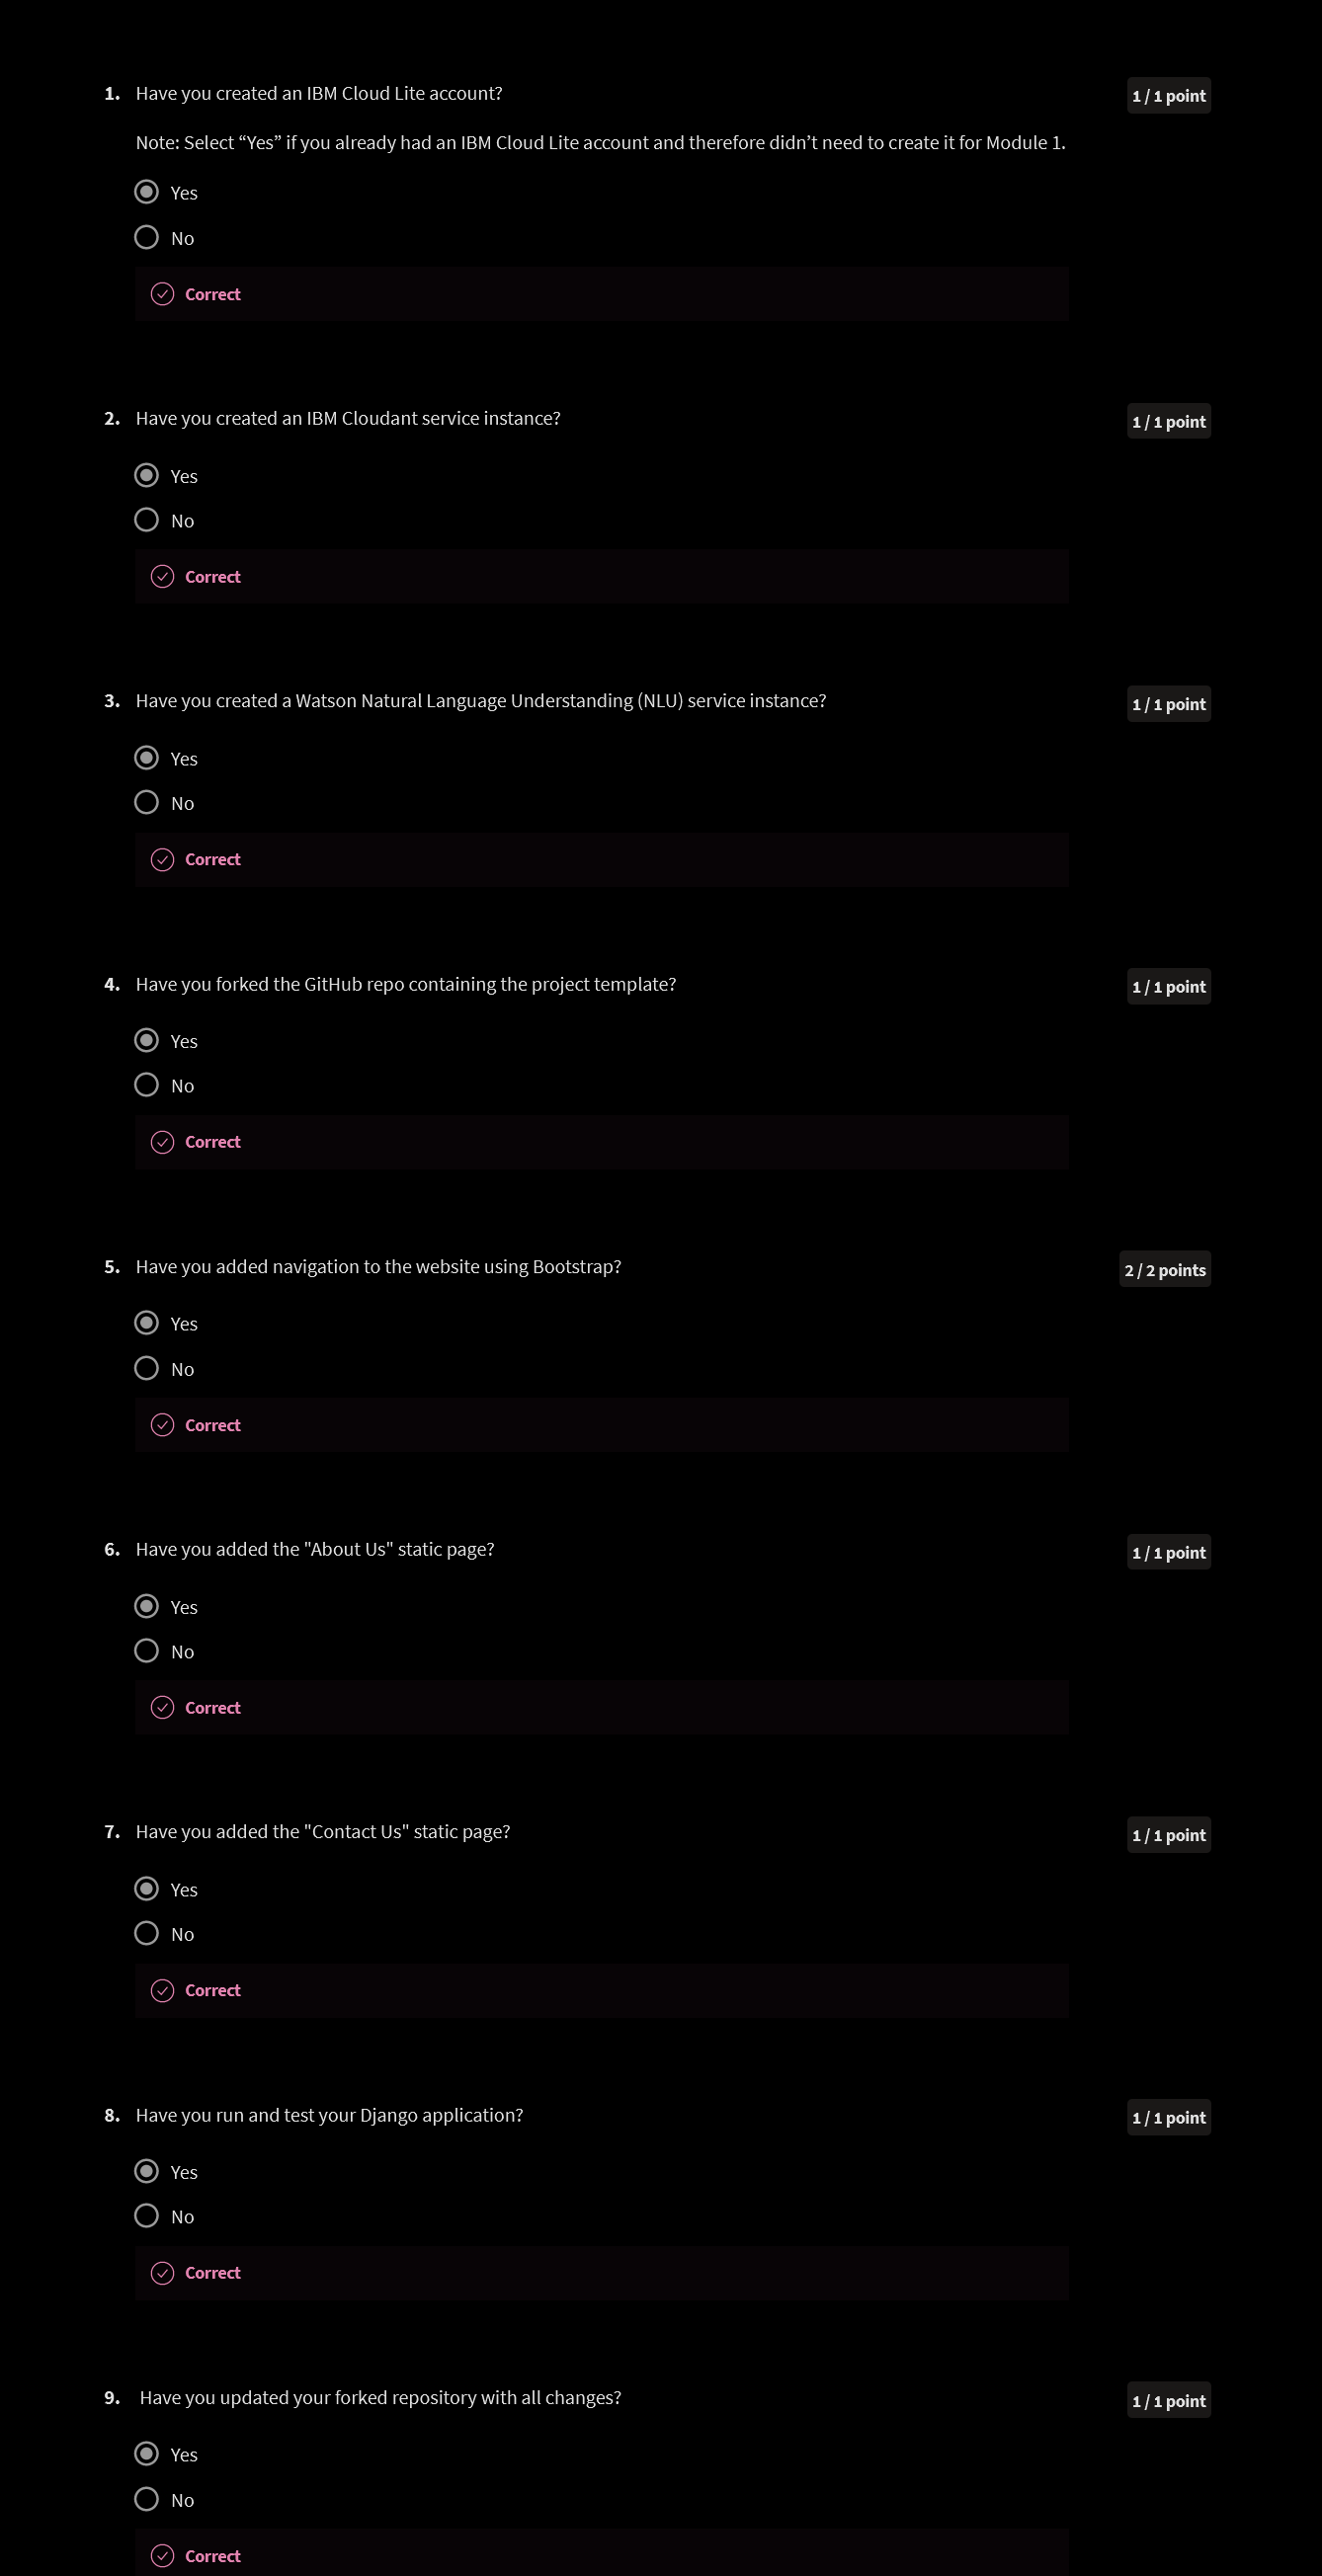 1. Have you created an IBM Cloud Lite account? 1 / 1 point
Note: Select “Yes” if you already had an IBM Cloud Lite account and therefore didn’t need to create it for Module 1.
Yes
No
Correct
2. Have you created an IBM Cloudant service instance? 1 / 1 point
Yes
No
Correct
3. Have you created a Watson Natural Language Understanding (NLU) service instance? 1 / 1 point
Yes
No
Correct
4. Have you forked the GitHub repo containing the project template? 1 / 1 point
Yes
No
Correct
5. Have you added navigation to the website using Bootstrap? 2 / 2 points
Yes
No
Correct
6. Have you added the "About Us" static page? 1 / 1 point
Yes
No
Correct
7. Have you added the "Contact Us" static page? 1 / 1 point
Yes
No
Correct
8. Have you run and test your Django application? 1 / 1 point
Yes
No
Correct
9. Have you updated your forked repository with all changes? 1 / 1 point
Yes
No
Correct